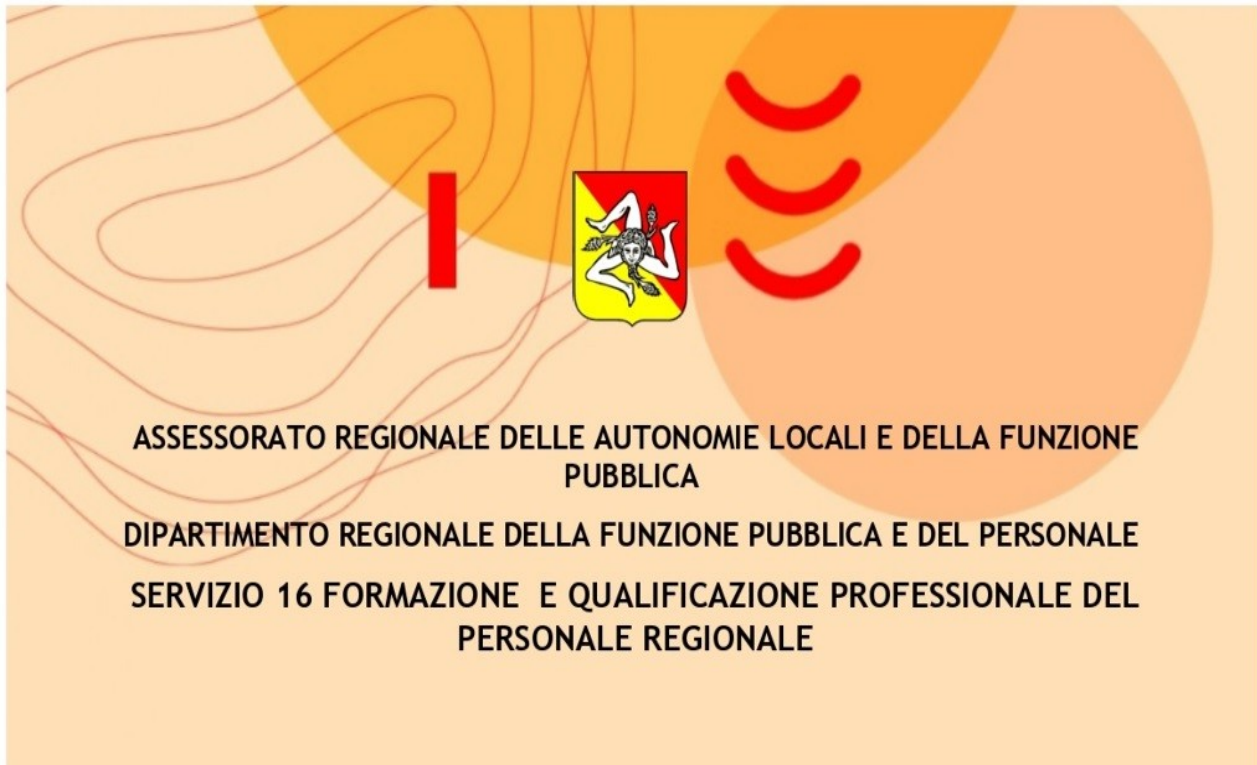 ASSESSORATO REGIONALE DELLE AUTONOMIE LOCALI E DELLA FUNZIONE
PUBBLICA
DIPARTIMENTO REGIONALE DELLA FUNZIONE PUBBLICA E DEL PERSONALE
SERVIZIO 16 FORMAZIONE E QUALIFICAZIONE PROFESSIONALE DEL
PERSONALE REGIONALE